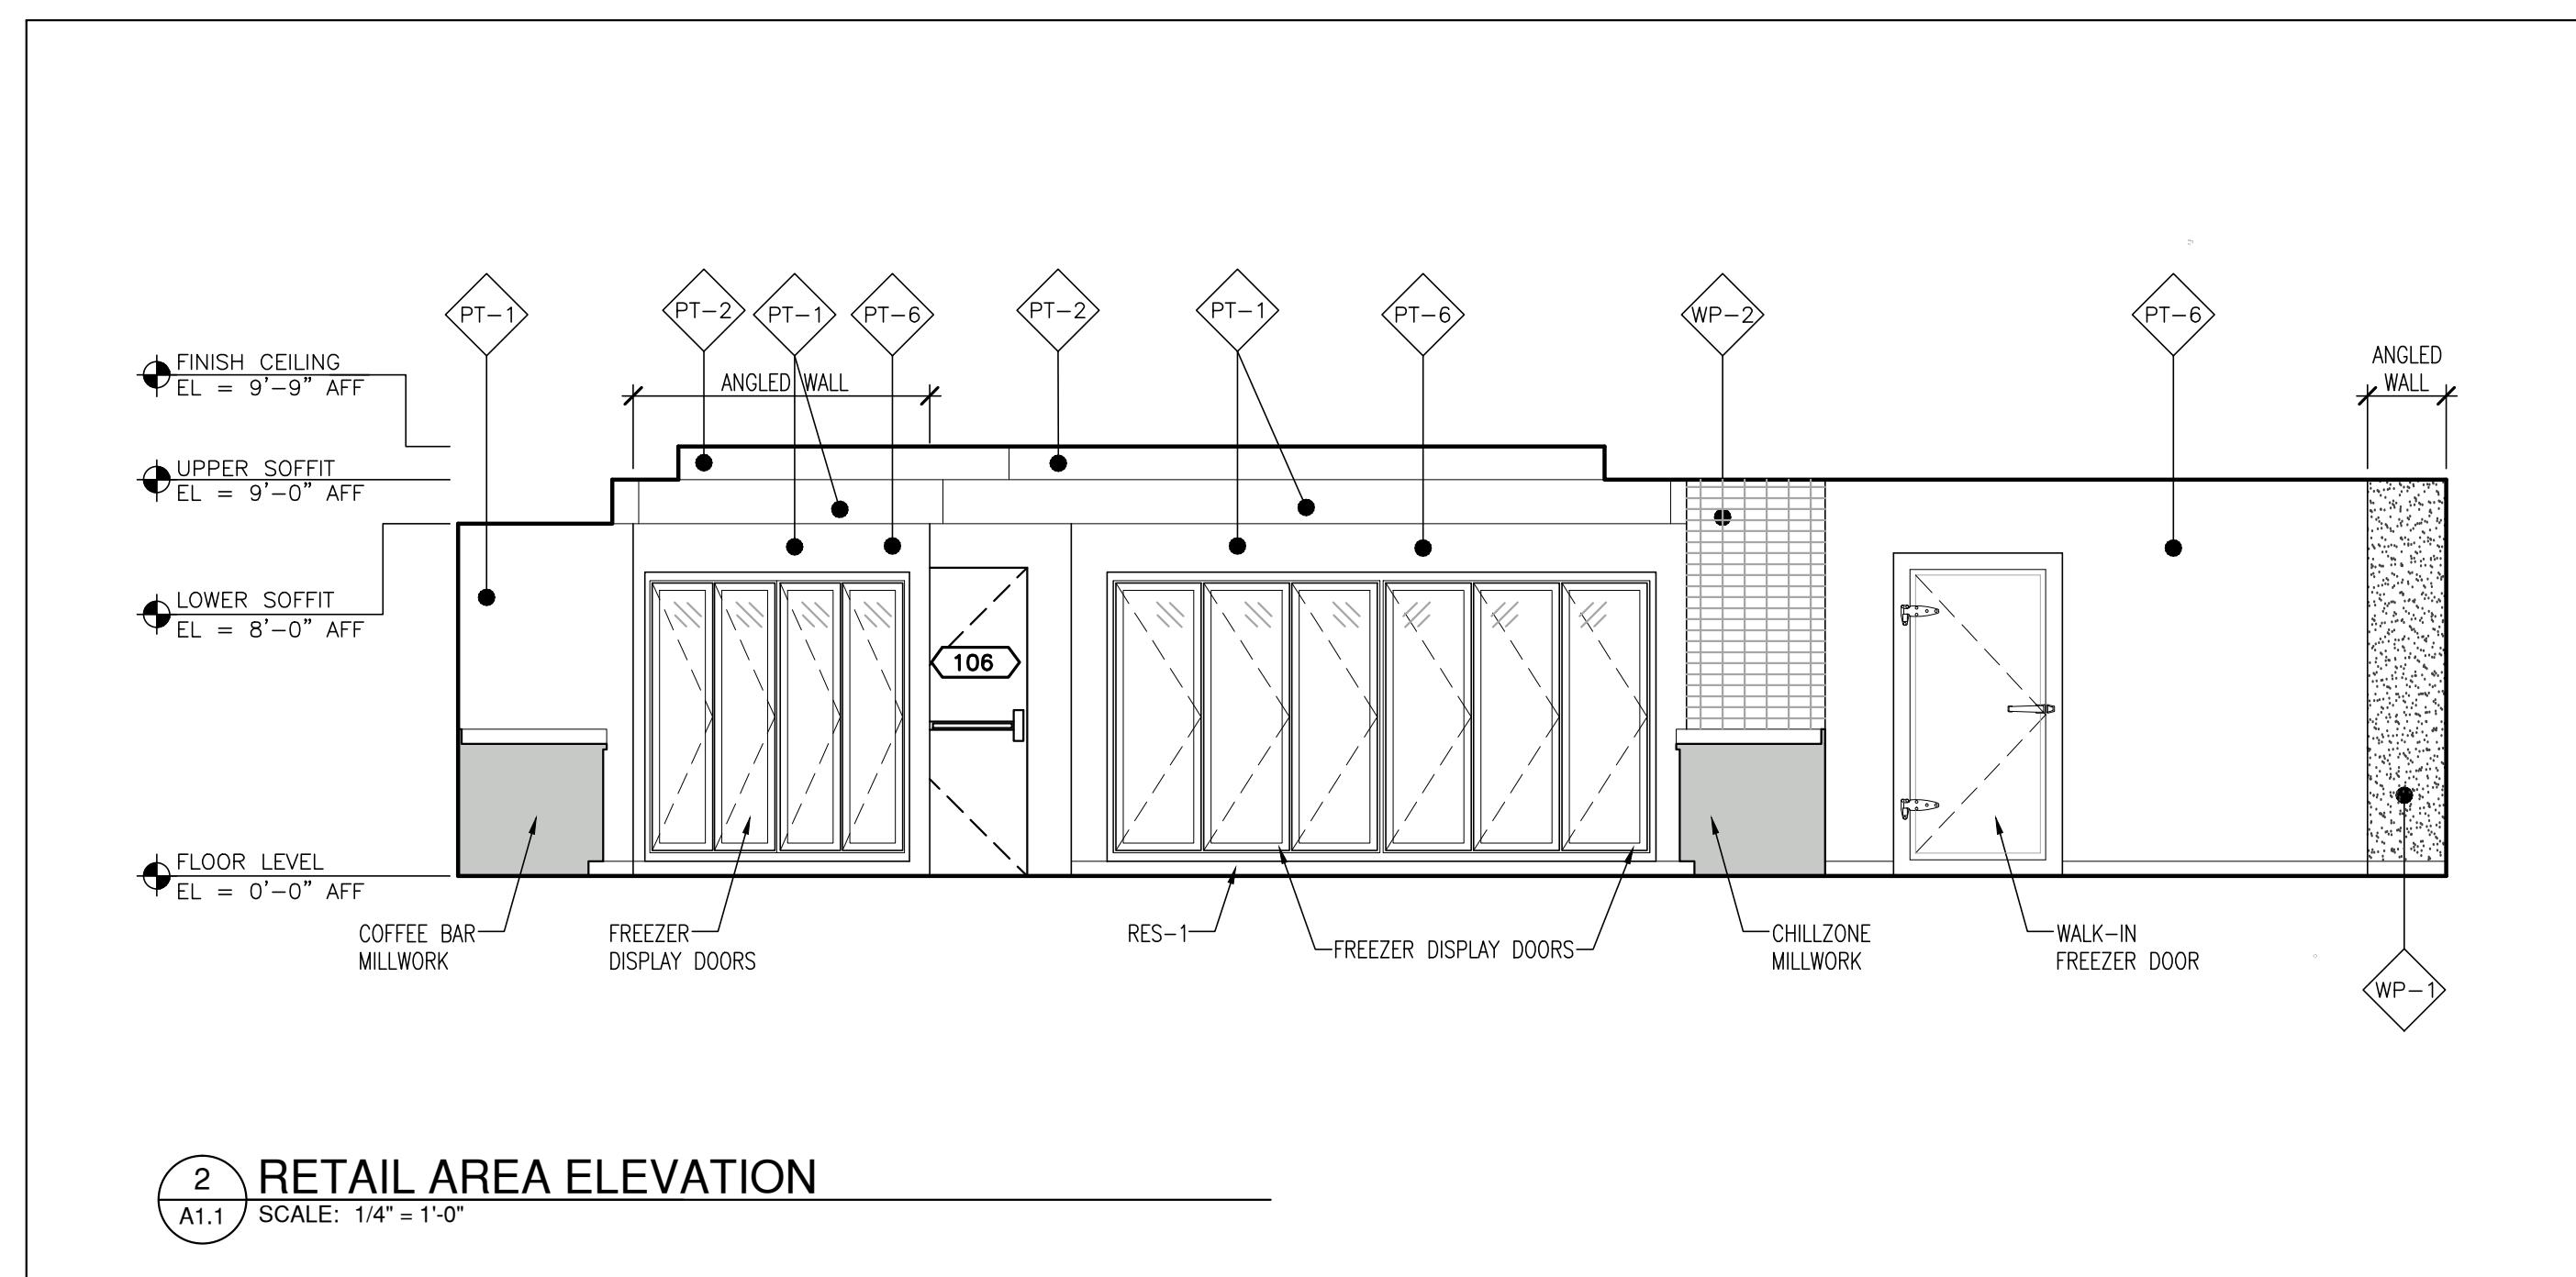 PT-1
PT-2
PT-1
PT-6
PT-2
PT-1
PT-6
WP-2
PT-6
ANGLED
WALL
ANGLED WALL
FINISH CEILING
EL = 9'-9" AFF
UPPER SOFFIT
EL = 9'-0" AFF
LOWER SOFFIT
EL = 8'-0" AFF
106
FLOOR LEVEL
EL = 0'-0" AFF
COFFEE BAR
MILLWORK
FREEZER
DISPLAY DOORS
RES-1
FREEZER DISPLAY DOORS
CHILLZONE
MILLWORK
WALK-IN
FREEZER DOOR
WP-1
2
A1.1
RETAIL AREA ELEVATION
SCALE: 1/4" = 1'-0"